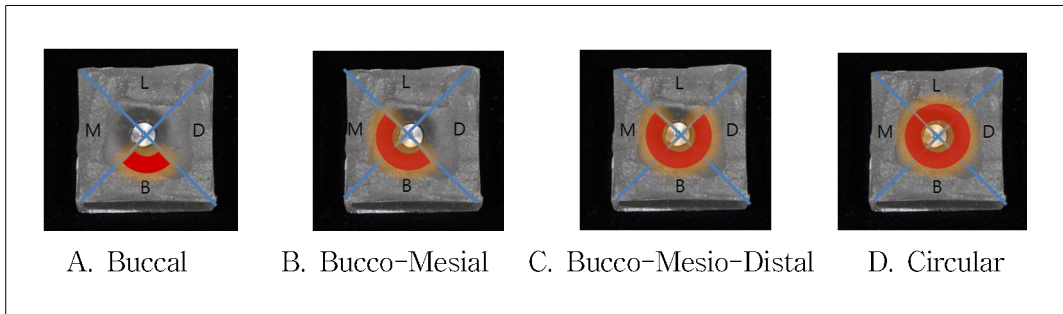 L L L L
M D M D M D M D
B B B B
A. Buccal B. Bucco-Mesial C. Bucco-Mesio-Distal D. Circular